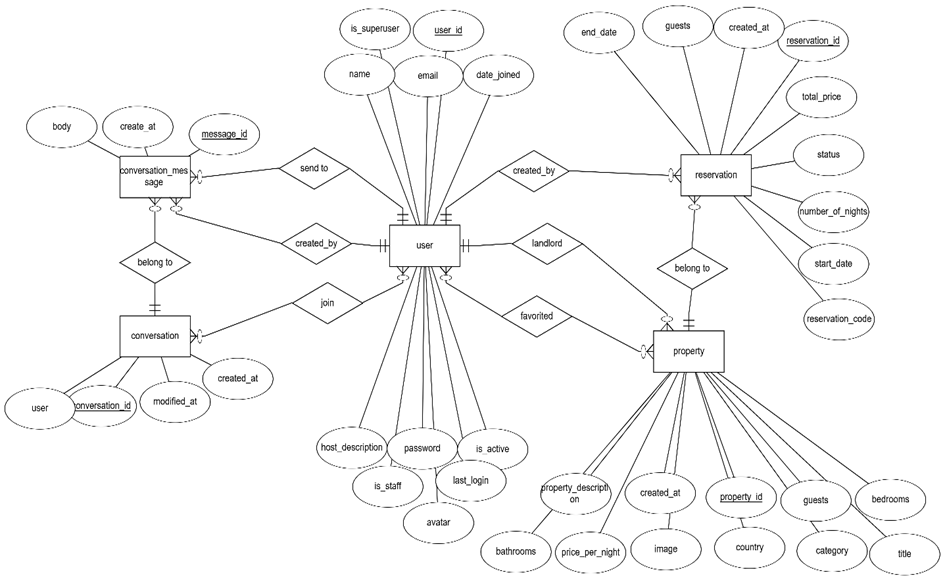 is_superuser
user_id
name
email
date_joined
end_date
guests
created_at
reservation_id
total_price
status
number_of_nights
start_date
reservation_code
body
create_at
message_id
conversation_mes
sage
send to
created_by
reservation
created_by
user
landlord
belong to
belong to
join
favorited
conversation
property
created_at
modified_at
conversation_id
user
host_description
password
is_active
is_staff
last_login
avatar
property_descripti
on
created_at
property_id
guests
bedrooms
bathrooms
price_per_night
image
country
category
title